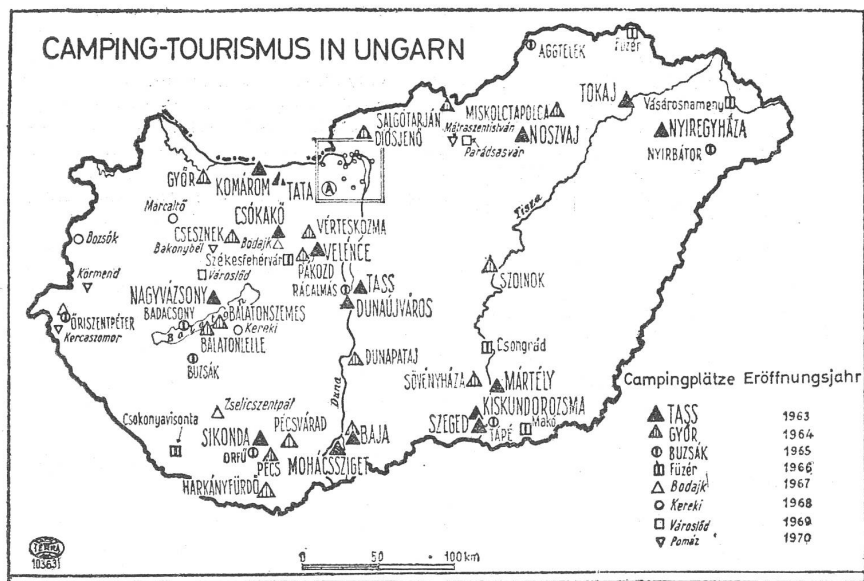 CAMPING-TOURISMUS IN UNGARN
AGGTELEK
Füzér
TOKAJ
Vásárosnameny
SALGÓTARJÁN
MISKOLCTAPOLCA
DIÓSJENŐ
Mátraszentistván
NOSZVAJ
Parádsasvár
NYIREGYHÁZA
NYIRBÁTOR
GYŐR
KOMÁROM
TATA
A
Tisza
Marcaltő
CSÓKAKŐ
Bozsók
CSESZNEK
Bodajk
VÉRTESKOZMA
Bakonybél
Székesfehérvár
VELENCE
PÁKOZD
Körmend
Városlőd
RÁCALMÁS
TASS
SZOLNOK
NAGYVÁZSONY
DUNAÚJVÁROS
BADACSONY
BALATONSZEMES
ŐRISZENTPÉTER
Kercaszomor
Balaton
Kereki
BALATONLELLE
BUZSÁK
DUNAPATAJ
Csongrád
Duna
SÖVÉNYHÁZA
MÁRTÉLY
Zselicszentpál
Csokonyavisonta
PÉCSVÁRAD
KISKUNDOROZSMA
SIKONDA
BAJA
SZEGED
TÁPÉ
Makó
ORFŰ
PÉCS
MOHÁCSSZIGET
HARKÁNYFÜRDŐ
Campingplätze Eröffnungsjahr
TASS 1963
GYŐR 1964
BUZSÁK 1965
Füzér 1966
Bodajk 1967
Kereki 1968
Városlőd 1969
Pomáz 1970
TERRA
103631
0 50 100km